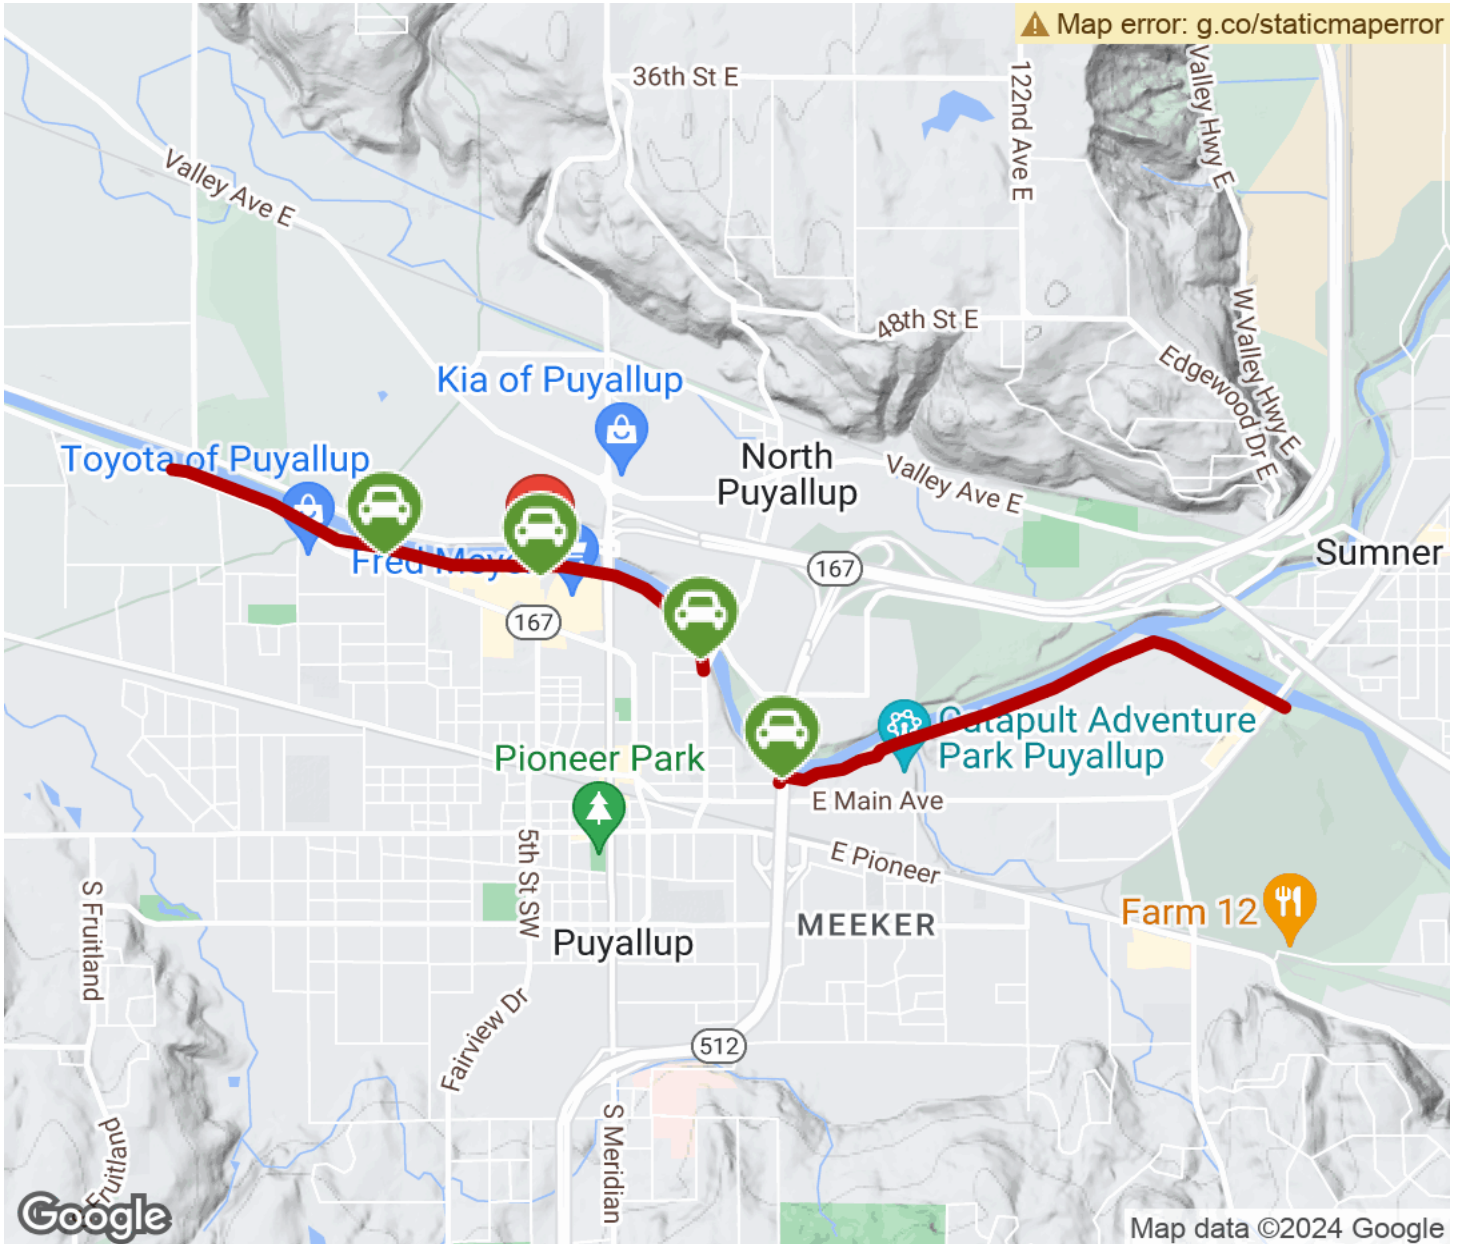 Map error: g.co/staticmaperror
36th St E
122nd Ave E
Valley Hwy E
Valley Ave E
48th St E
W Valley Hwy E
Edgewood Dr E
Kia of Puyallup
North
Puyallup
Toyota of Puyallup
Valley Ave E
Sumner
Fred Meye
167
167
Catapult Adventure
Park Puyallup
Pioneer Park
E Main Ave
E Pioneer
5th St SW
S Fruitland
Farm 12
MEEKER
Puyallup
Fairview Dr
512
S Meridian
Fruitland
Google
Map data ©2024 Google